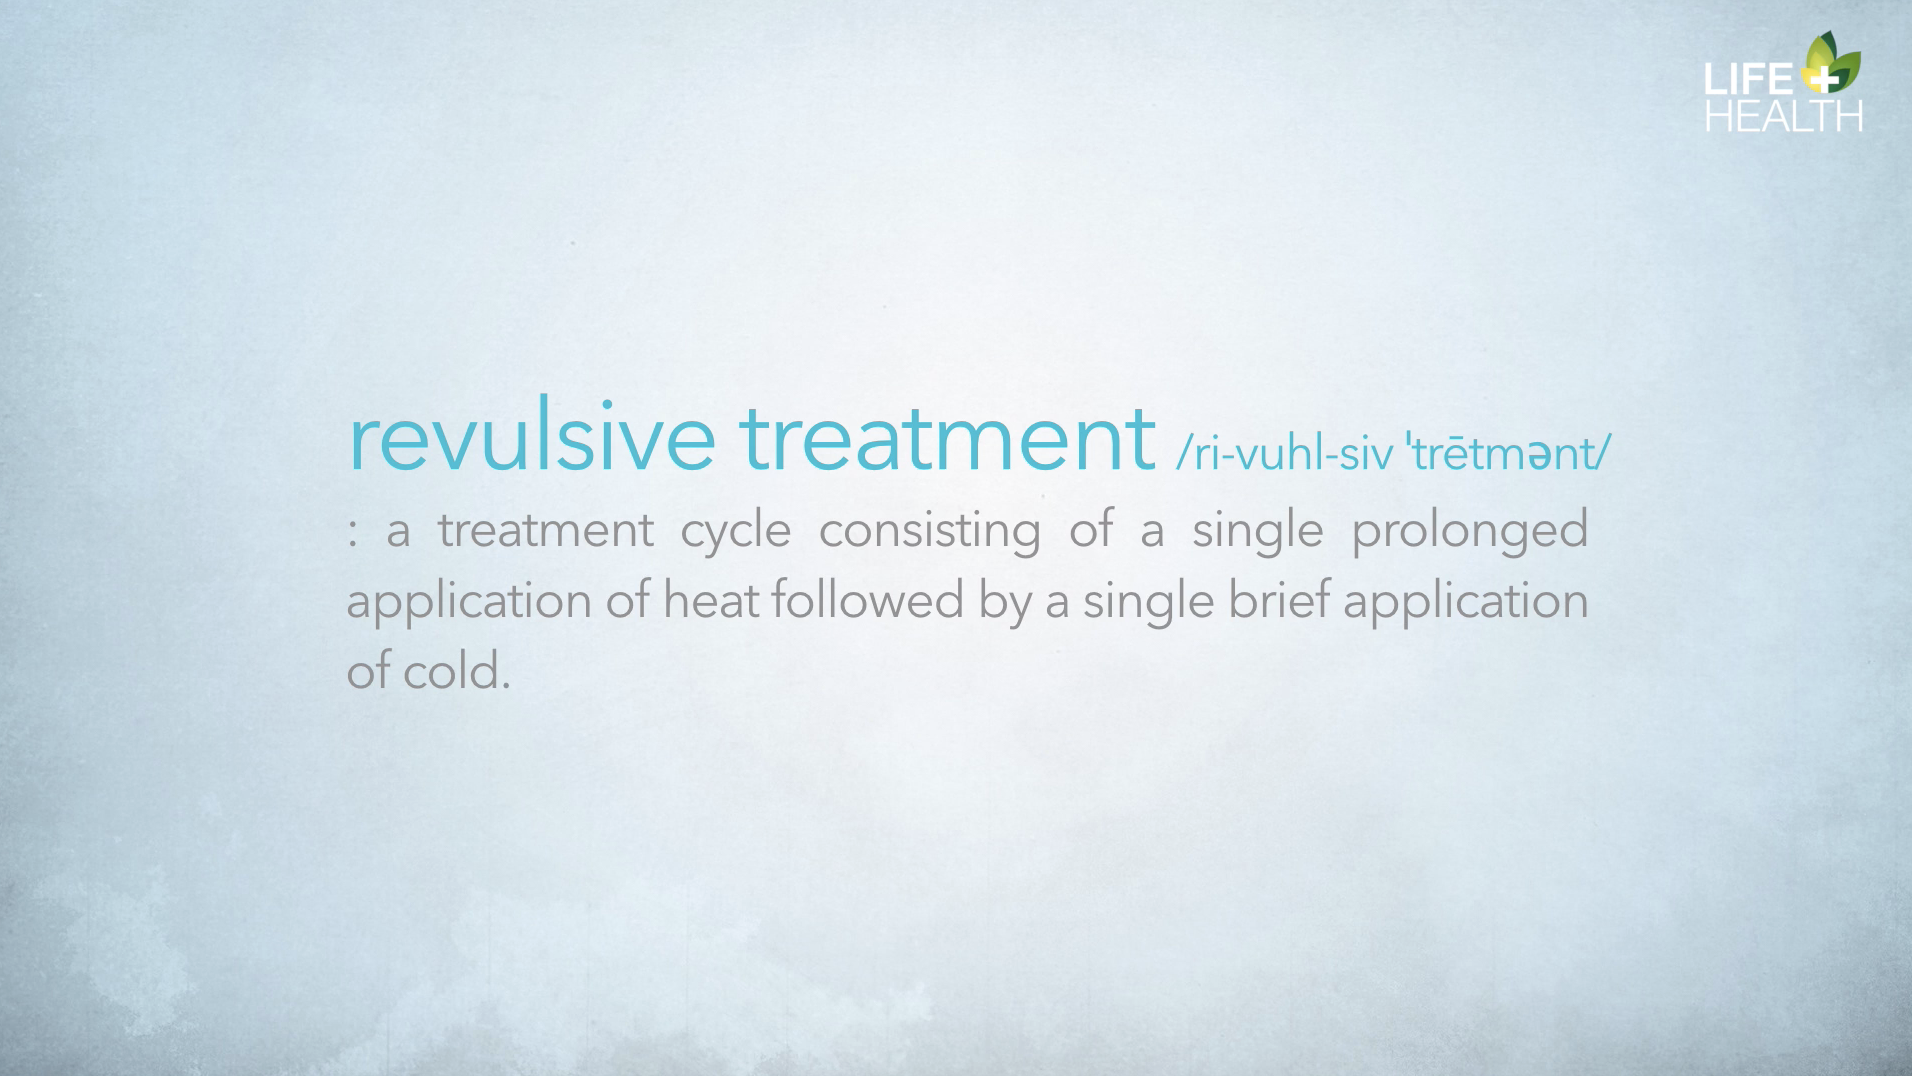 LIFE
HEALTH
revulsive treatment /ri-vuhl-siv ˈtrētmənt/
: a treatment cycle consisting of a single prolonged
application of heat followed by a single brief application
of cold.